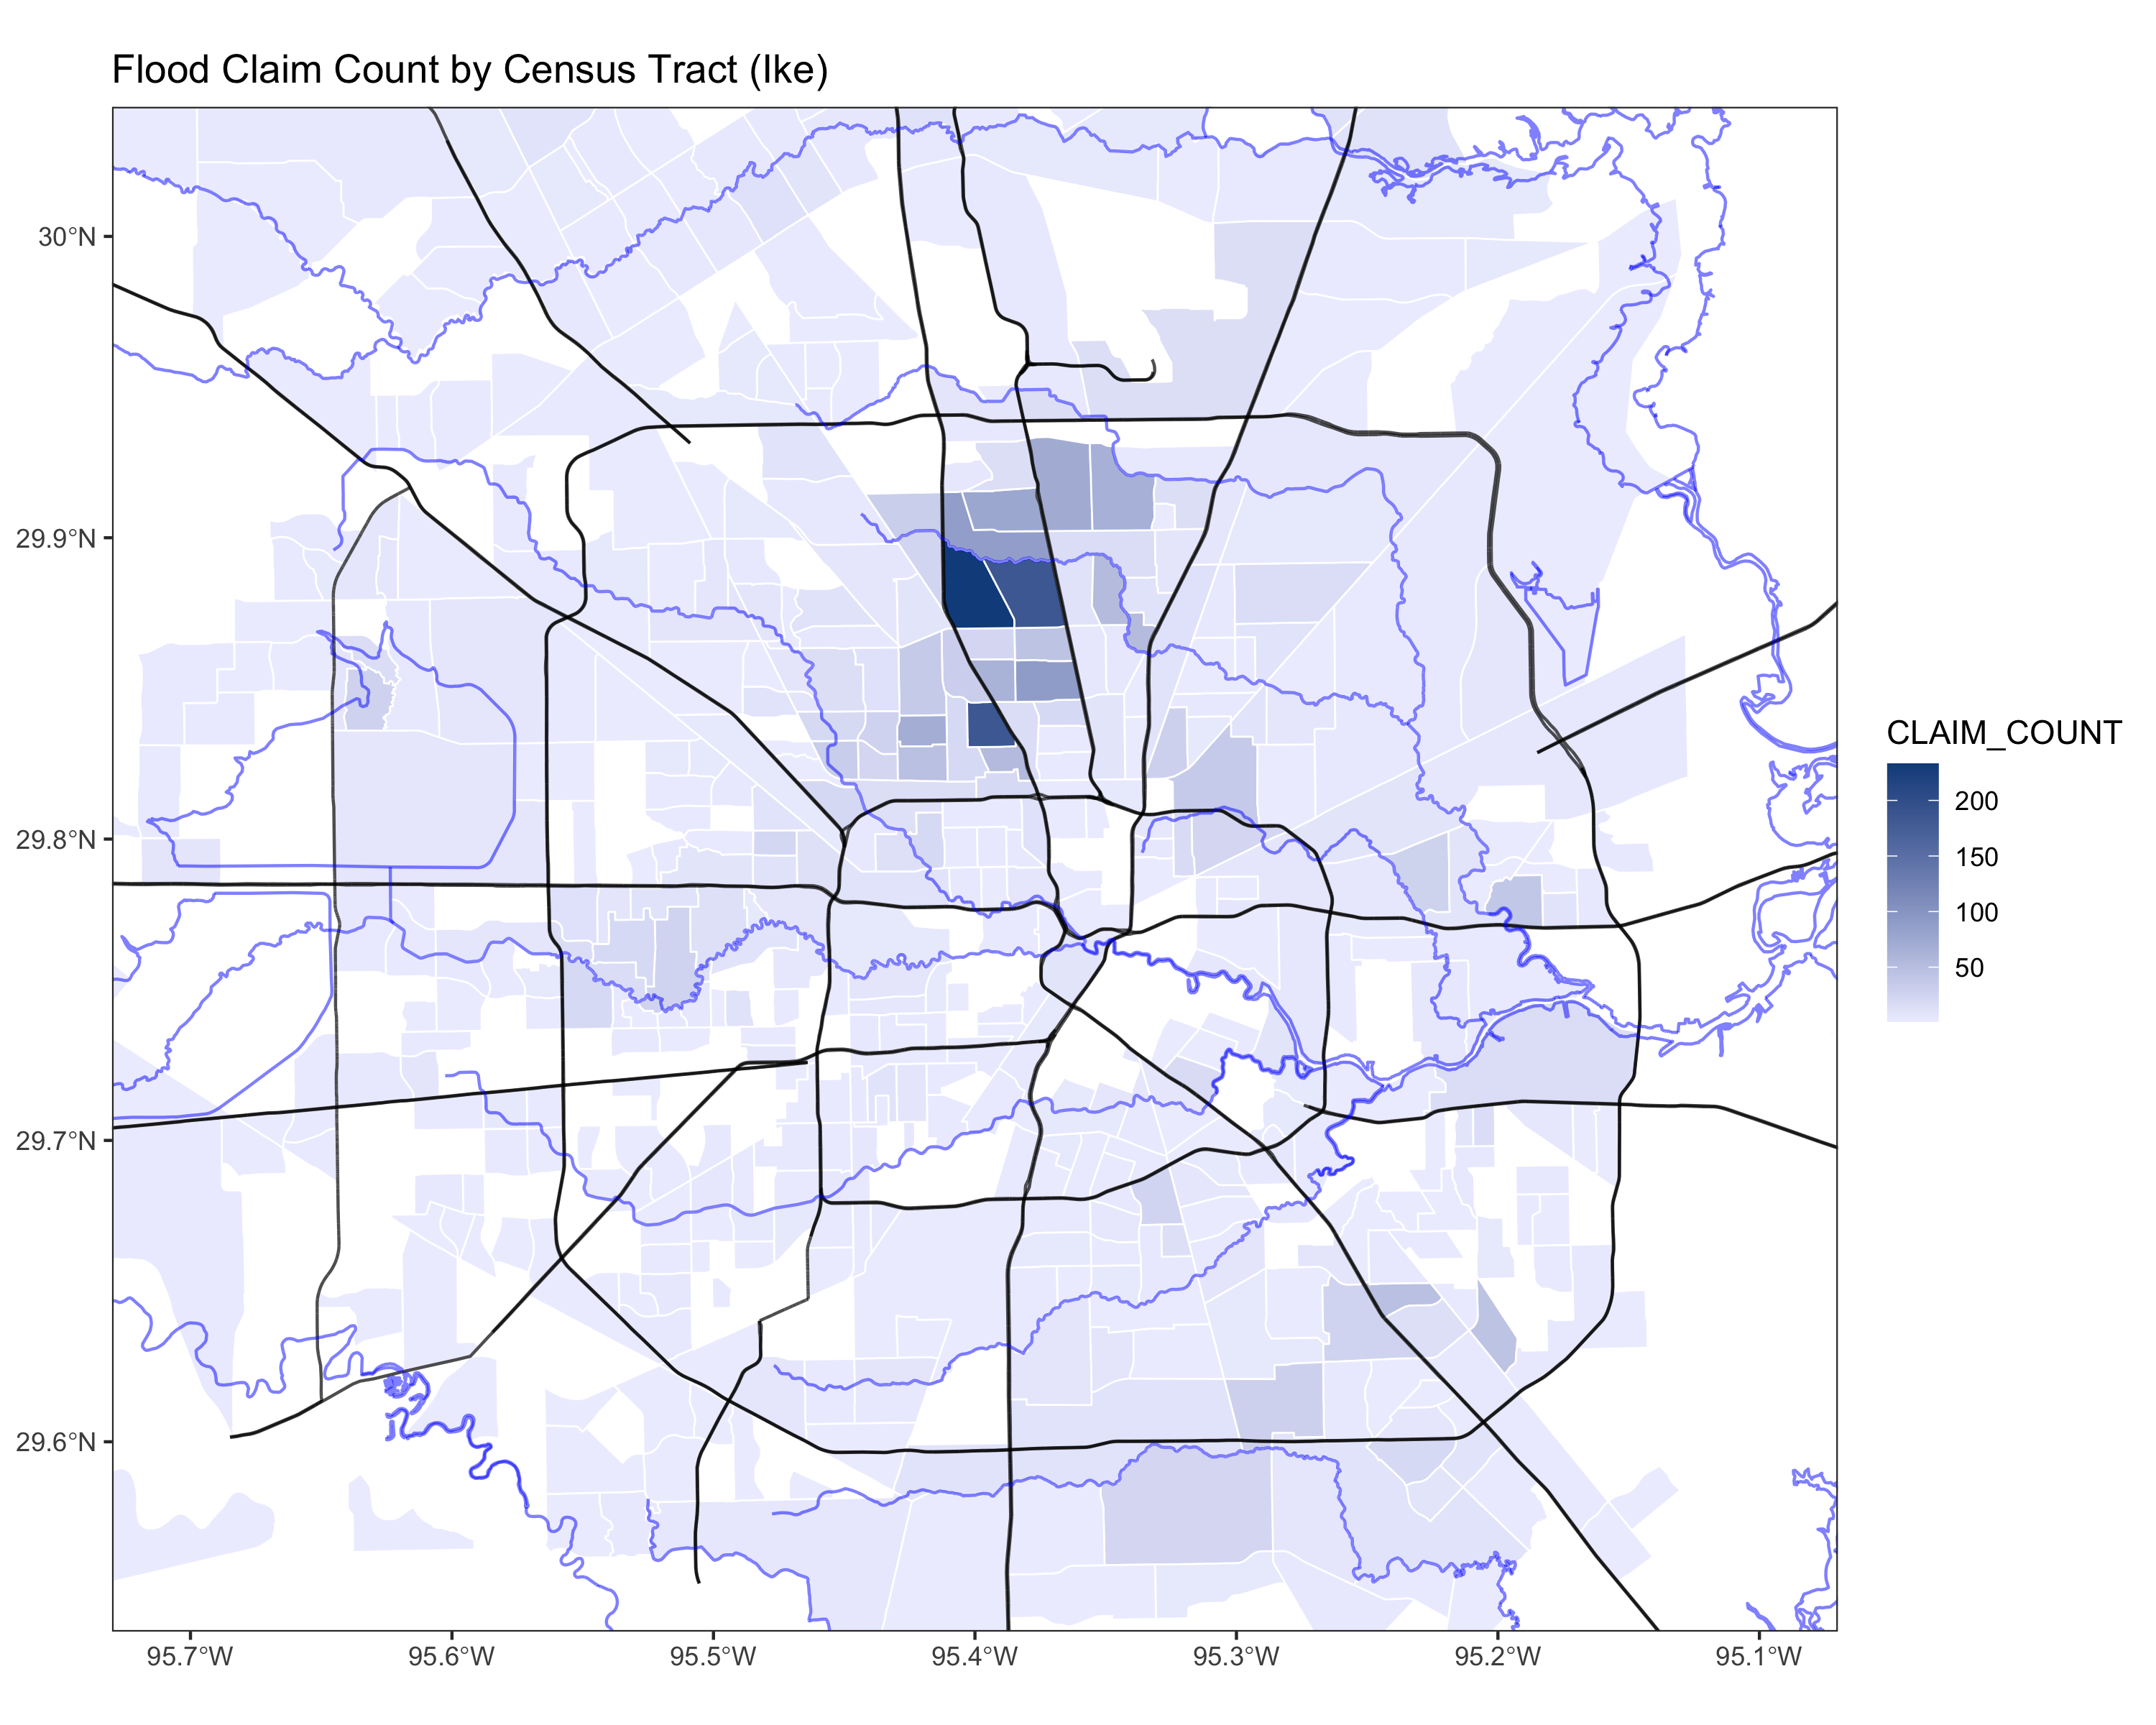 Flood Claim Count by Census Tract (Ike)
30°N
29.9°N
29.8°N
29.7°N
29.6°N
95.7°W
95.6°W
95.5°W
95.4°W
95.3°W
95.2°W
95.1°W
CLAIM_COUNT
200
150
100
50